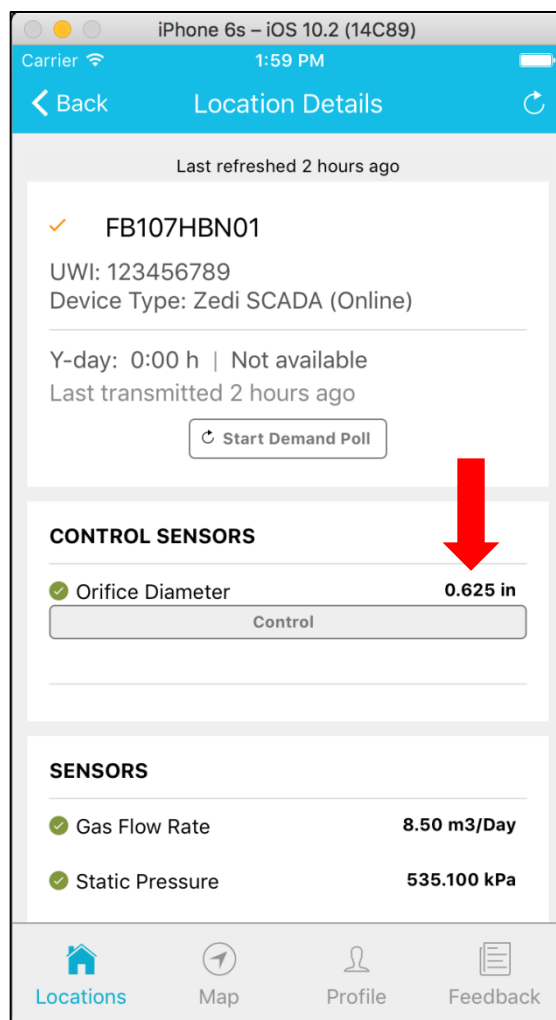 iPhone 6s – iOS 10.2 (14C89)
Carrier 1:59 PM
Back Location Details
Last refreshed 2 hours ago
FB107HBN01
UWI: 123456789
Device Type: Zedi SCADA (Online)
Y-day: 0:00 h | Not available
Last transmitted 2 hours ago
Start Demand Poll
CONTROL SENSORS
Orifice Diameter 0.625 in
Control
SENSORS
Gas Flow Rate 8.50 m3/Day
Static Pressure 535.100 kPa
Locations Map Profile Feedback